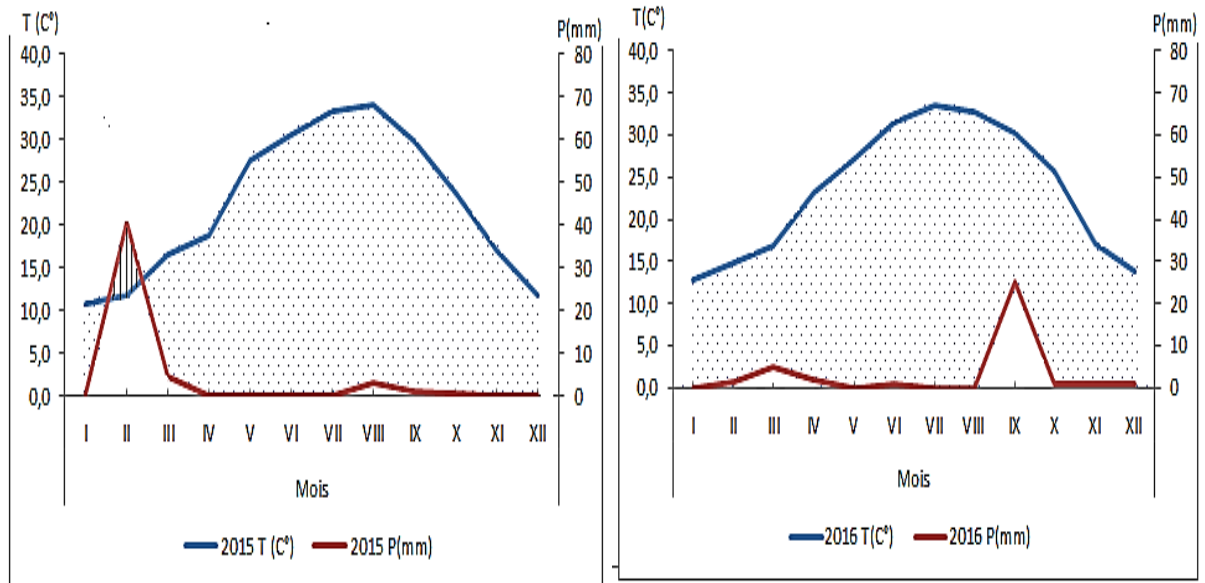 T (C⁰) P(mm)
40,0 80
35,0 70
30,0 60
25,0 50
20,0 40
15,0 30
10,0 20
5,0 10
0,0 0
I II III IV V VI VII VIII IX X XI XII
Mois
2015 T (C⁰) 2015 P(mm)
T(C⁰) P(mm)
40,0 80
35,0 70
30,0 60
25,0 50
20,0 40
15,0 30
10,0 20
5,0 10
0,0 0
I II III IV V VI VII VIII IX X XI XII
Mois
2016 T(C⁰) 2016 P(mm)